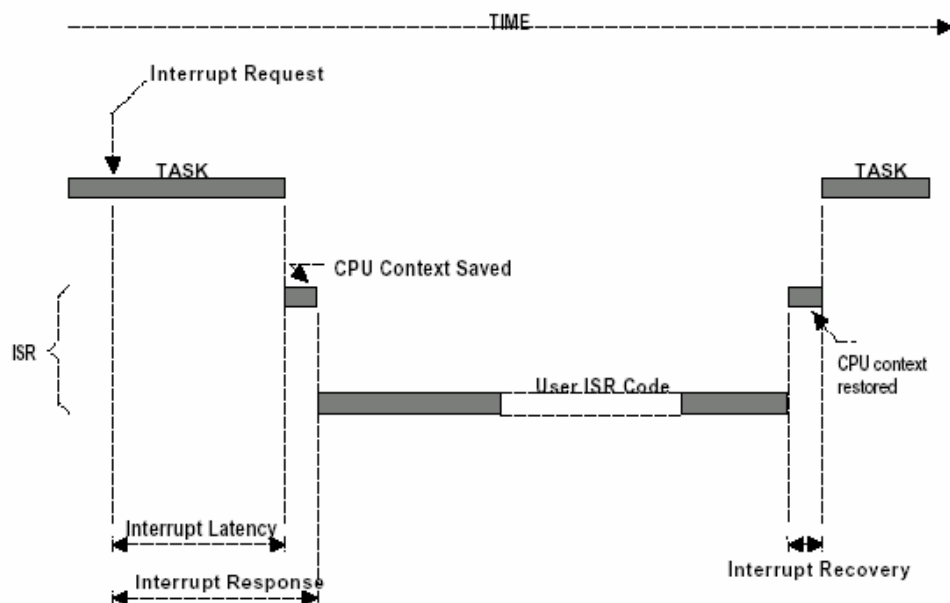 TIME
Interrupt Request
TASK
TASK
CPU Context Saved
ISR
CPU context
restored
User ISR Code
Interrupt Latency
Interrupt Response
Interrupt Recovery